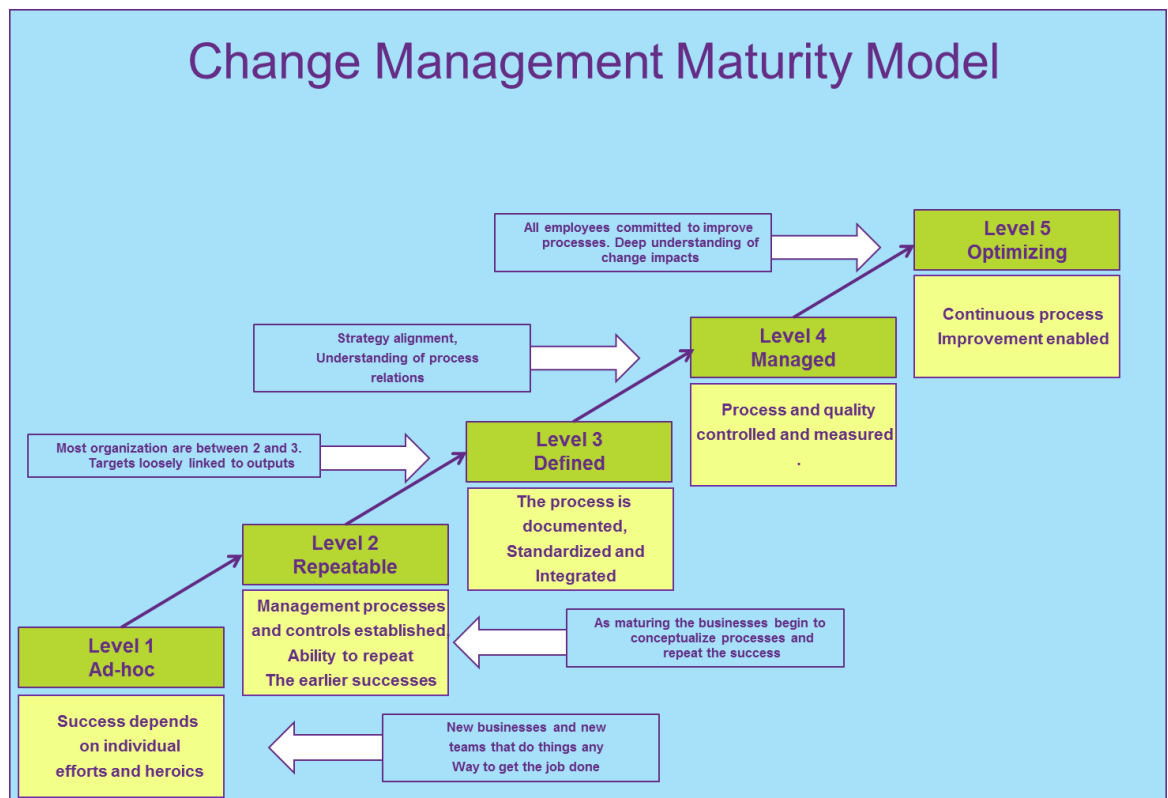 Change Management Maturity Model
All employees committed to improve
processes. Deep understanding of
change impacts
Level 5
Optimizing
Continuous process
Improvement enabled
Strategy alignment,
Understanding of process
relations
Level 4
Managed
Process and quality
controlled and measured
.
Most organization are between 2 and 3.
Targets loosely linked to outputs
Level 3
Defined
The process is
documented,
Standardized and
Integrated
Level 2
Repeatable
Management processes
and controls established,
Ability to repeat
The earlier successes
As maturing the businesses begin to
conceptualize processes and
repeat the success
Level 1
Ad-hoc
Success depends
on individual
efforts and heroics
New businesses and new
teams that do things any
Way to get the job done